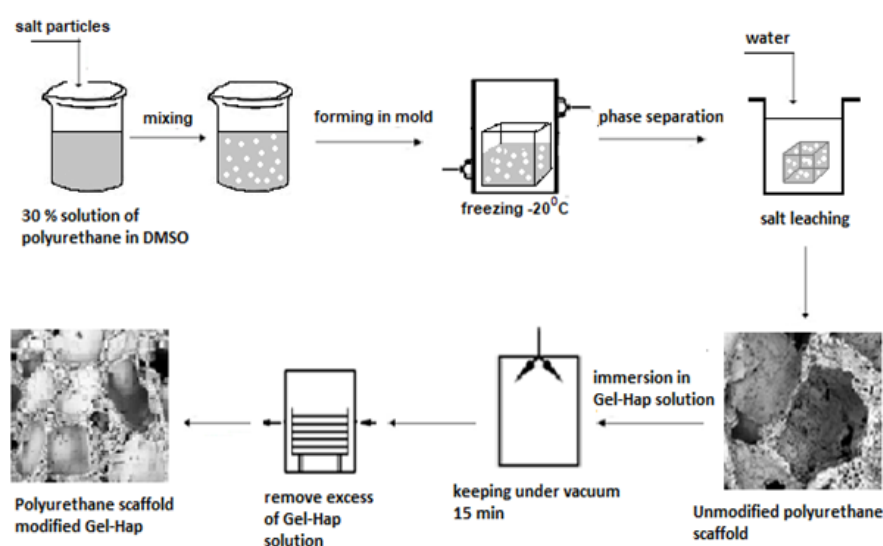 salt particles
mixing
30 % solution of
polyurethane in DMSO
forming in mold
freezing -20⁰C
phase separation
water
salt leaching
Unmodified polyurethane
scaffold
immersion in
Gel-Hap solution
keeping under vacuum
15 min
remove excess
of Gel-Hap
solution
Polyurethane scaffold
modified Gel-Hap